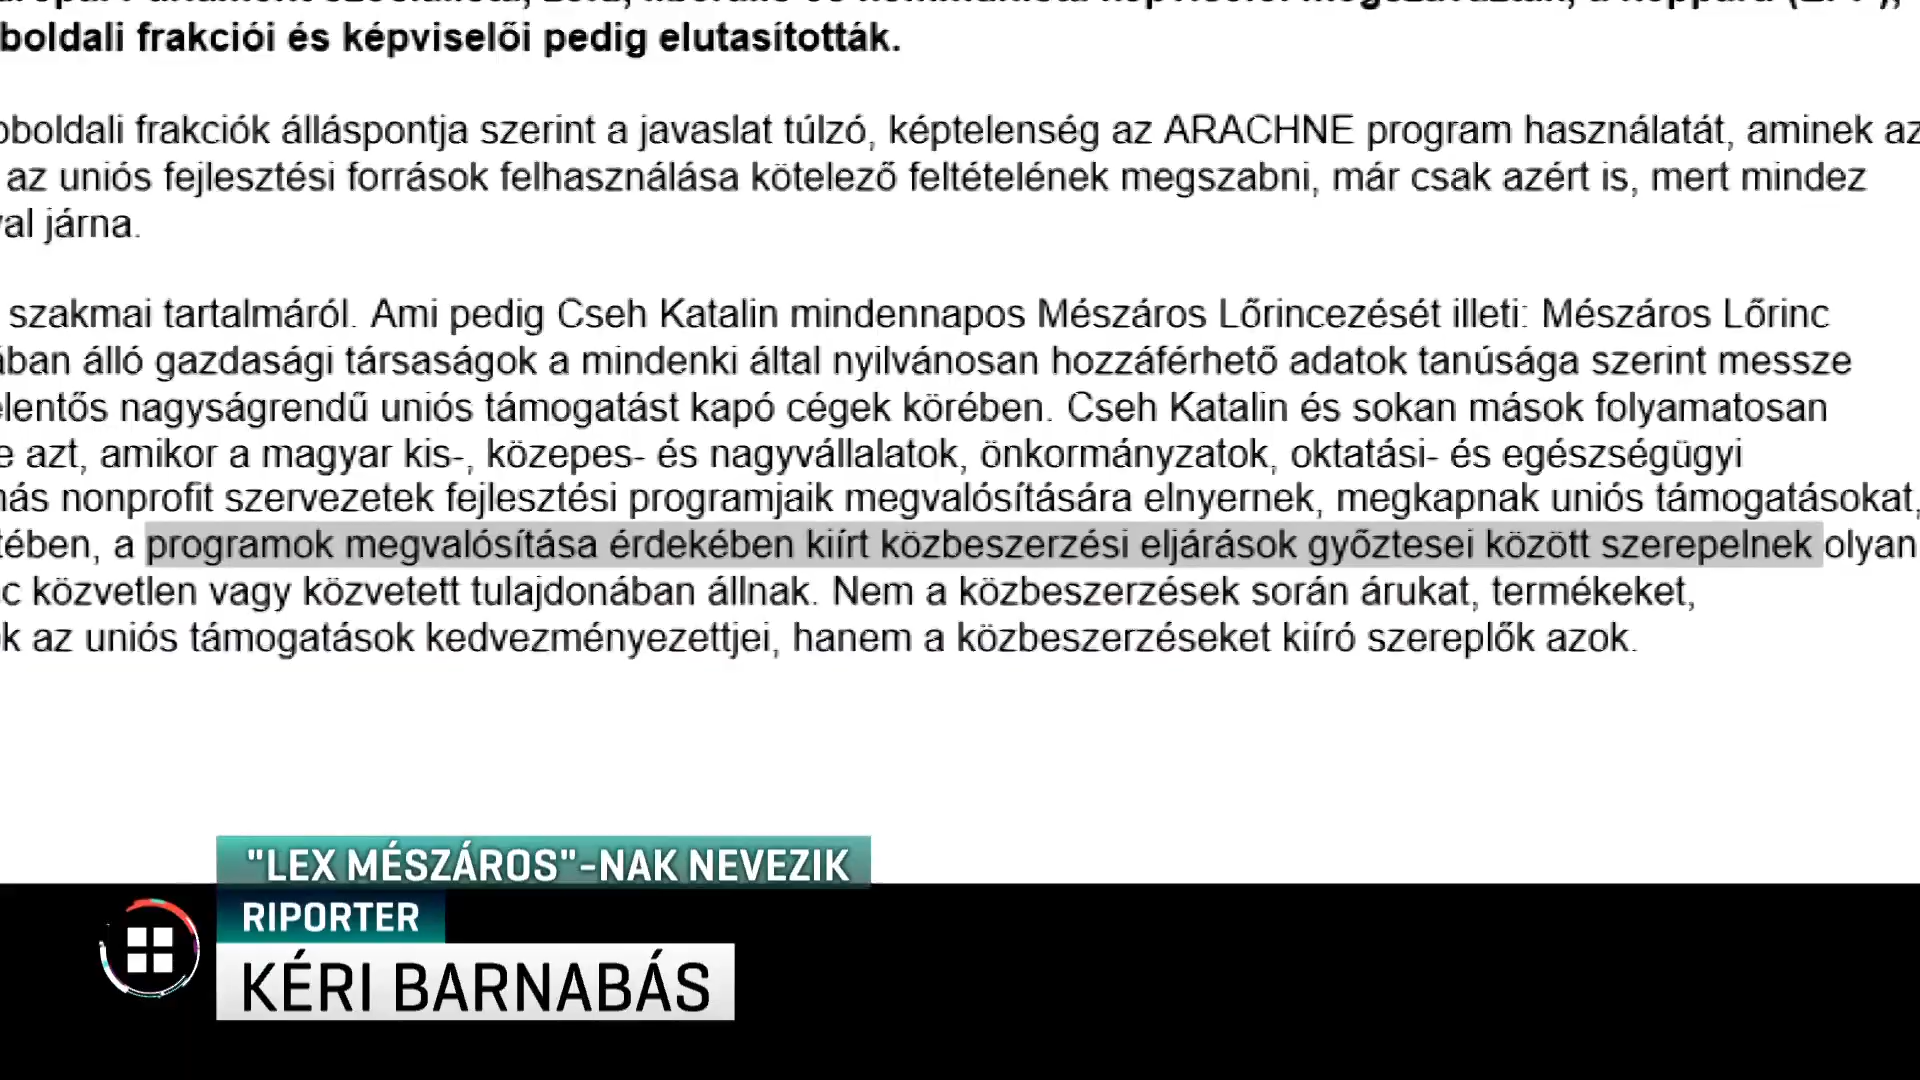 boldali frakciói és képviselői pedig elutasították.
frakciók álláspontja szerint a javaslat túlzó, képtelenség az ARACHNE program használatát, aminek az
az uniós fejlesztési források felhasználása kötelező feltételének megszabni, már csak azért is, mert mindez
járna.
szakmai tartalmáról. Ami pedig Cseh Katalin mindennapos Mészáros Lőrincezését illeti: Mészáros Lőrinc
álló gazdasági társaságok a mindenki által nyilvánosan hozzáférhető adatok tanúsága szerint messze
nagyságrendű uniós támogatást kapó cégek körében. Cseh Katalin és sokan mások folyamatosan
azt, amikor a magyar kis-, közepes- és nagyvállalatok, önkormányzatok, oktatási- és egészségügyi
nonprofit szervezetek fejlesztési programjaik megvalósítására elnyernek, megkapnak uniós támogatásokat,
a programok megvalósítása érdekében kiírt közbeszerzési eljárások győztesei között szerepelnek olyan
közvetlen vagy közvetett tulajdonában állnak. Nem a közbeszerzések során árukat, termékeket,
az uniós támogatások kedvezményezettjei, hanem a közbeszerzéseket kiíró szereplők azok.
"LEX MÉSZÁROS"-NAK NEVEZIK
RIPORTER
KÉRI BARNABÁS